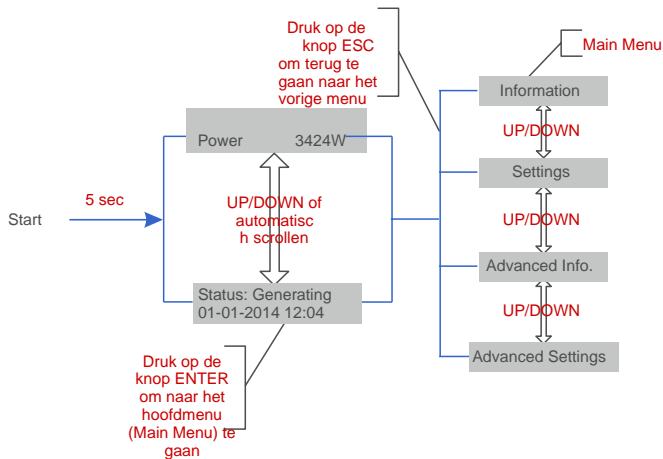 Druk op de
knop ESC
om terug te
gaan naar het
vorige menu
Main Menu
Information
UP/DOWN
Settings
UP/DOWN
Advanced Info.
UP/DOWN
Advanced Settings
Power 3424W
UP/DOWN of
automatisc
h scrollen
Start
5 sec
Status: Generating
01-01-2014 12:04
Druk op de
knop ENTER
om naar het
hoofdmenu
(Main Menu) te
gaan